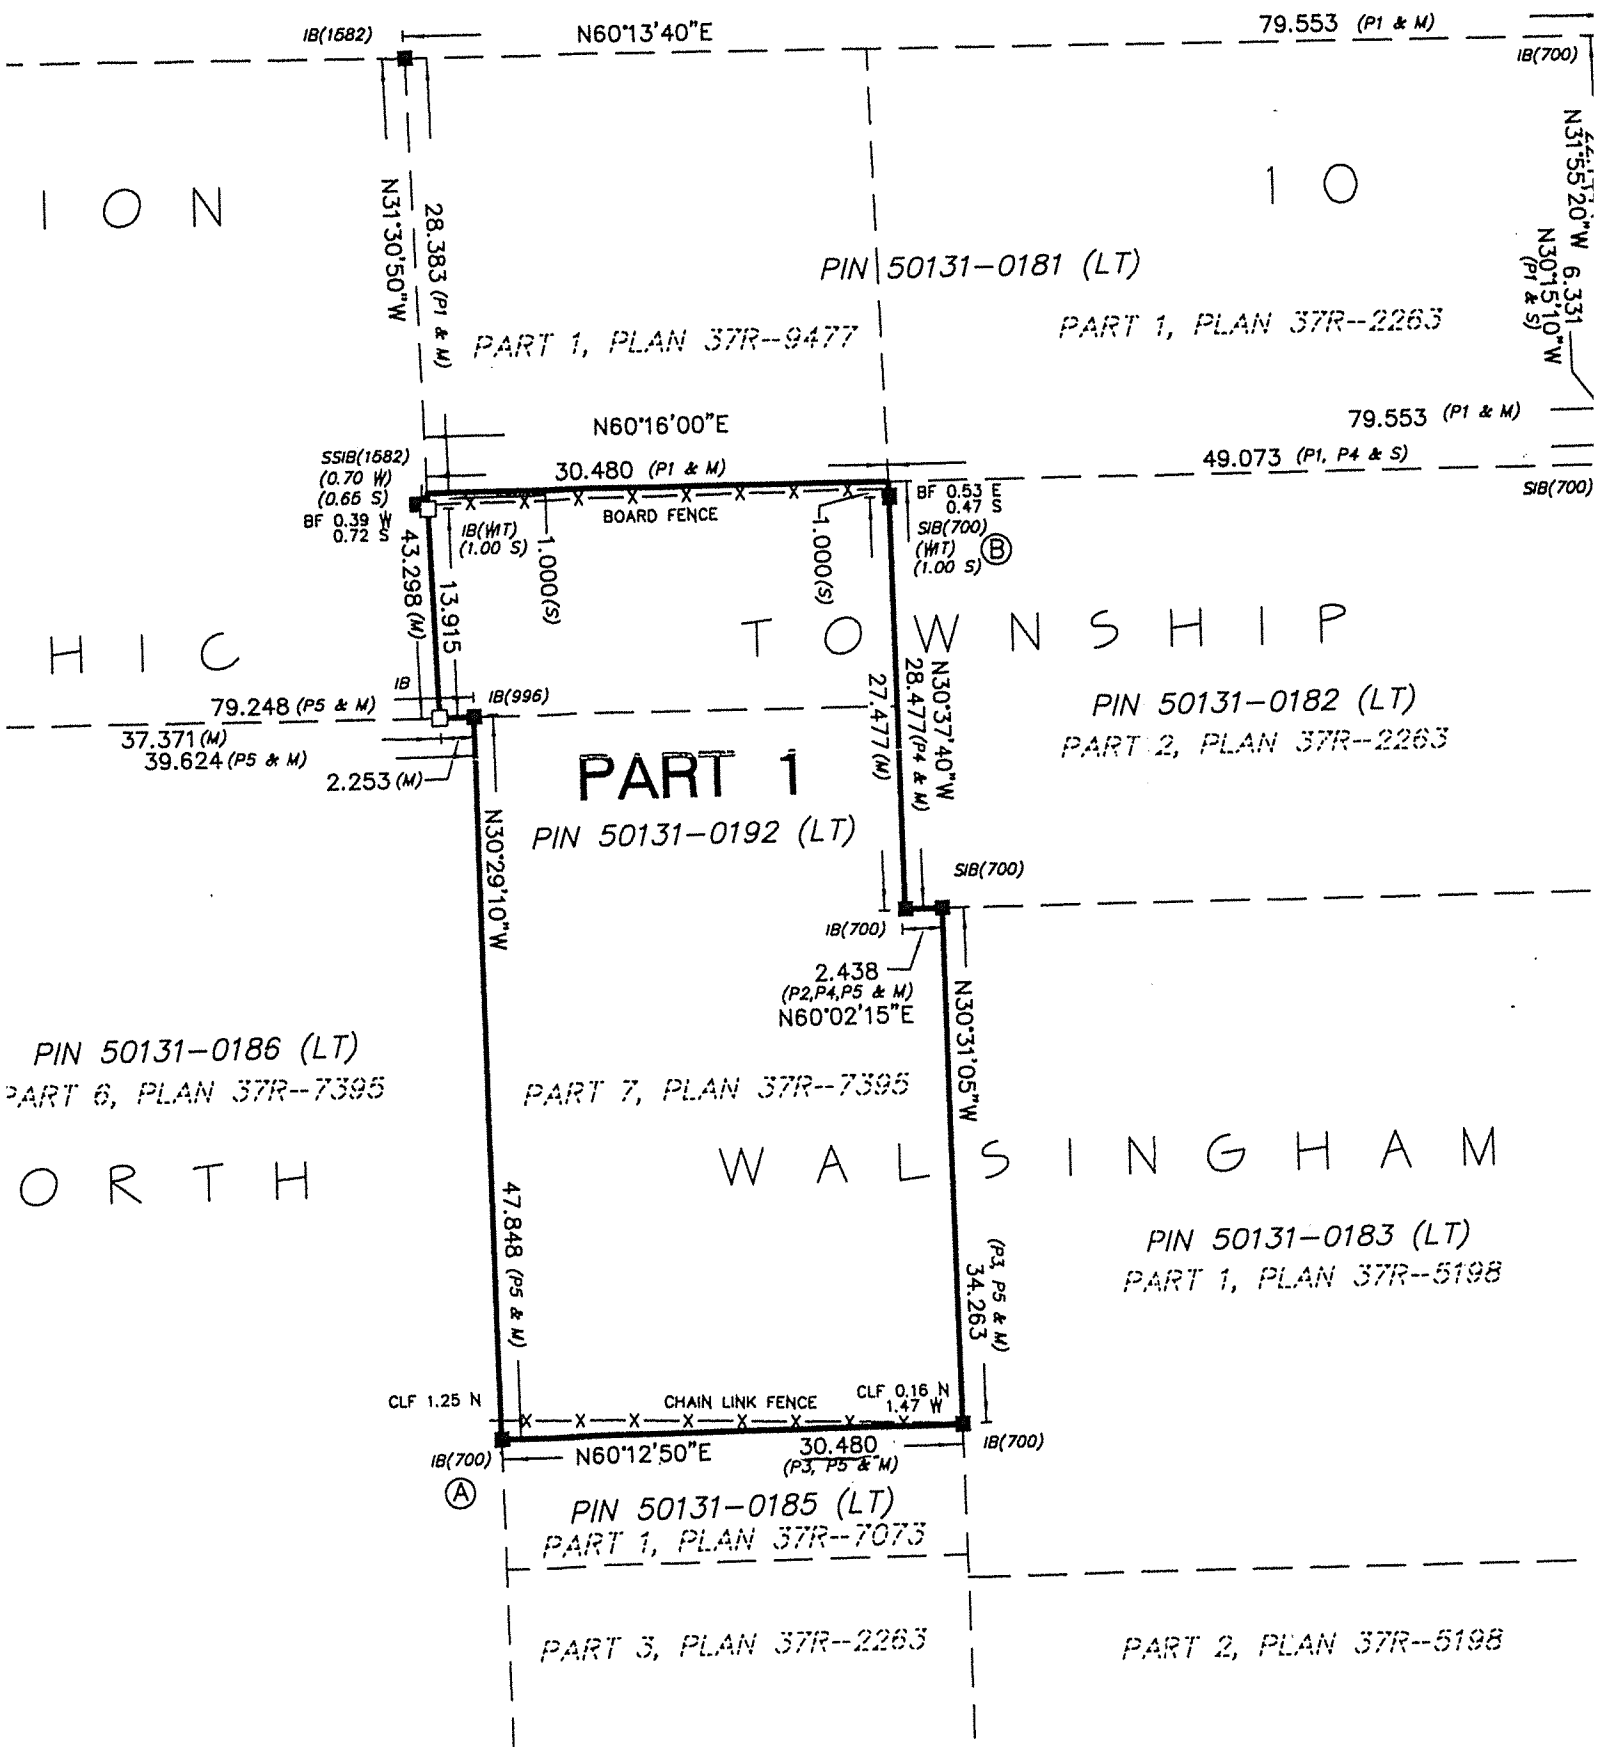 IB(1582)
N60°13'40"E
79.553 (P1 & M)
IB(700)
N31°30'50"W
28.383 (P1 & M)
N31°55'20"W 6.331
N30°15'10"W
(P1 & S)
I O N
1 0
PIN 50131-0181 (LT)
PART 1, PLAN 37R--9477
PART 1, PLAN 37R--2263
N60°16'00"E
79.553 (P1 & M)
SSIB(1582)
(0.70 W)
(0.65 S)
30.480 (P1 & M)
49.073 (P1, P4 & S)
SIB(700)
BF 0.39 W
0.72 S
BOARD FENCE
BF 0.53 E
0.47 S
IB(WIT)
(1.00 S)
1.000(S)
1.000(S)
SIB(700)
(WIT)
(1.00 S)
B
43.298 (M)
13.915
H I C
T O W N S H I P
IB
IB(996)
79.248 (P5 & M)
37.371(M)
39.624 (P5 & M)
2.253 (M)
27.477(M)
28.477(P4 & M)
N30°37'40"W
PIN 50131-0182 (LT)
PART 2, PLAN 37R--2263
PART 1
PIN 50131-0192 (LT)
N30°29'10"W
SIB(700)
IB(700)
2.438
(P2,P4,P5 & M)
N60°02'15"E
N30°31'05"W
PIN 50131-0186 (LT)
PART 6, PLAN 37R--7395
PART 7, PLAN 37R--7395
O R T H
W A L S I N G H A M
47.848 (P5 & M)
PIN 50131-0183 (LT)
PART 1, PLAN 37R--5198
(P3, P5 & M)
34.263
CLF 1.25 N
CHAIN LINK FENCE
CLF 0.16 N
1.47 W
IB(700)
N60°12'50"E
30.480
(P3, P5 & M)
IB(700)
A
PIN 50131-0185 (LT)
PART 1, PLAN 37R--7073
PART 3, PLAN 37R--2263
PART 2, PLAN 37R--5198